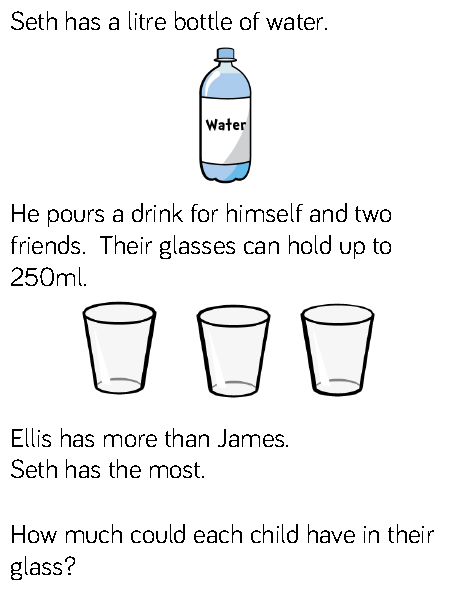 Seth has a litre bottle of water.
Water
He pours a drink for himself and two
friends.  Their glasses can hold up to
250ml.
Ellis has more than James.
Seth has the most.
How much could each child have in their
glass?